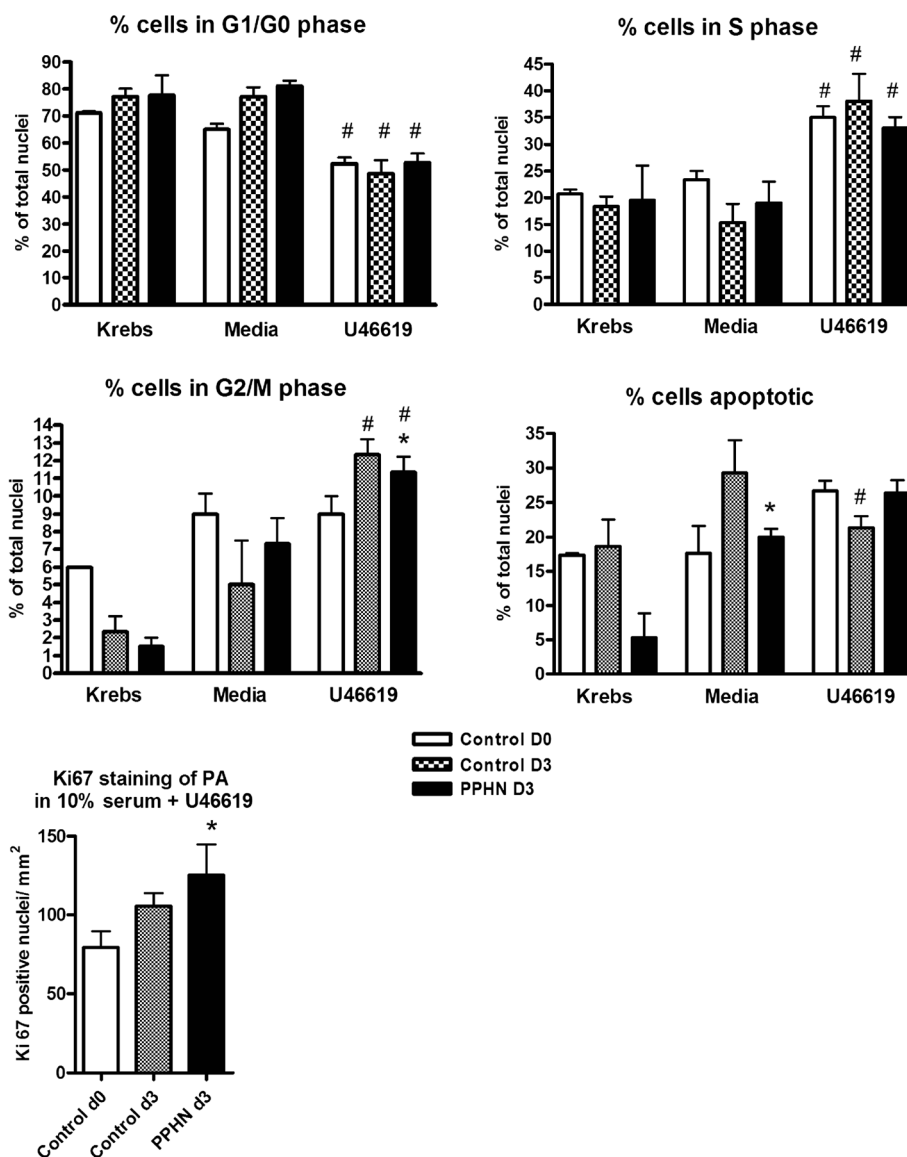 % cells in G1/G0 phase
% of total nuclei
90
80
70
60
50
40
30
20
10
0
# # #
Krebs Media U46619
% cells in S phase
% of total nuclei
45
40
35
30
25
20
15
10
5
0
# # #
Krebs Media U46619
% cells in G2/M phase
% of total nuclei
14
13
12
11
10
9
8
7
6
5
4
3
2
1
0
# #
*
Krebs Media U46619
% cells apoptotic
% of total nuclei
35
30
25
20
15
10
5
0
* #
Krebs Media U46619
Control D0
Control D3
PPHN D3
Ki67 staining of PA
in 10% serum + U46619
Ki 67 positive nuclei/ mm²
150
100
50
0
*
Control d0
Control d3
PPHN d3